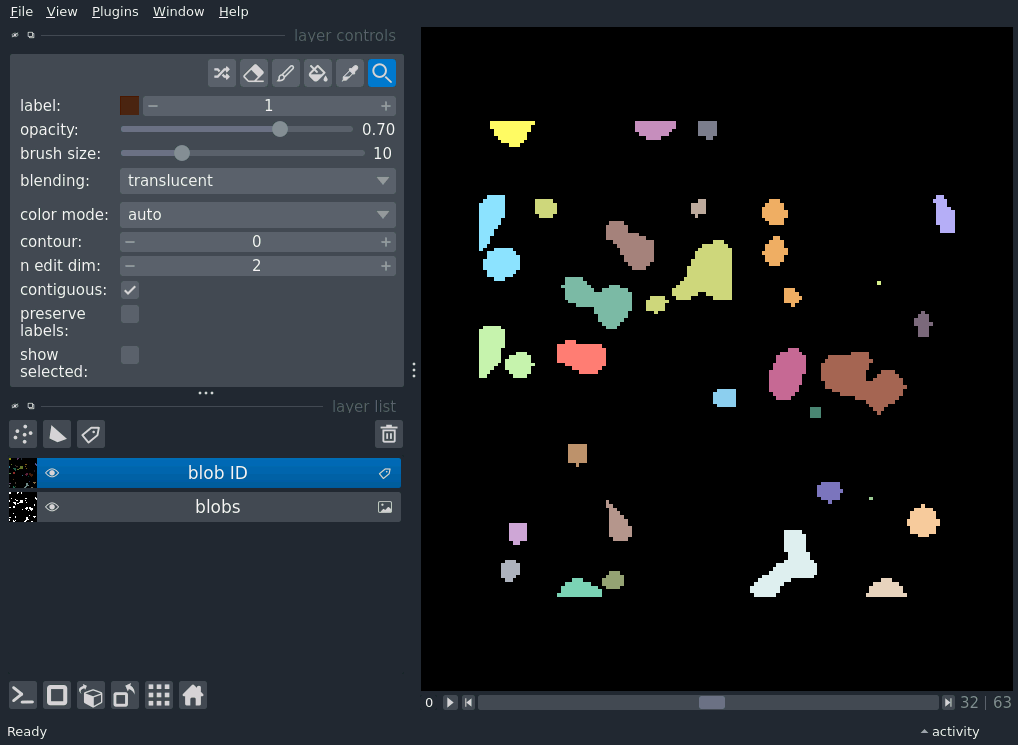 File View Plugins Window Help
layer controls
label: 1
opacity: 0.70
brush size: 10
blending: translucent
color mode: auto
contour: 0
n edit dim: 2
contiguous:
preserve
labels:
show
selected:
layer list
blob ID
blobs
0 32 | 63
Ready activity